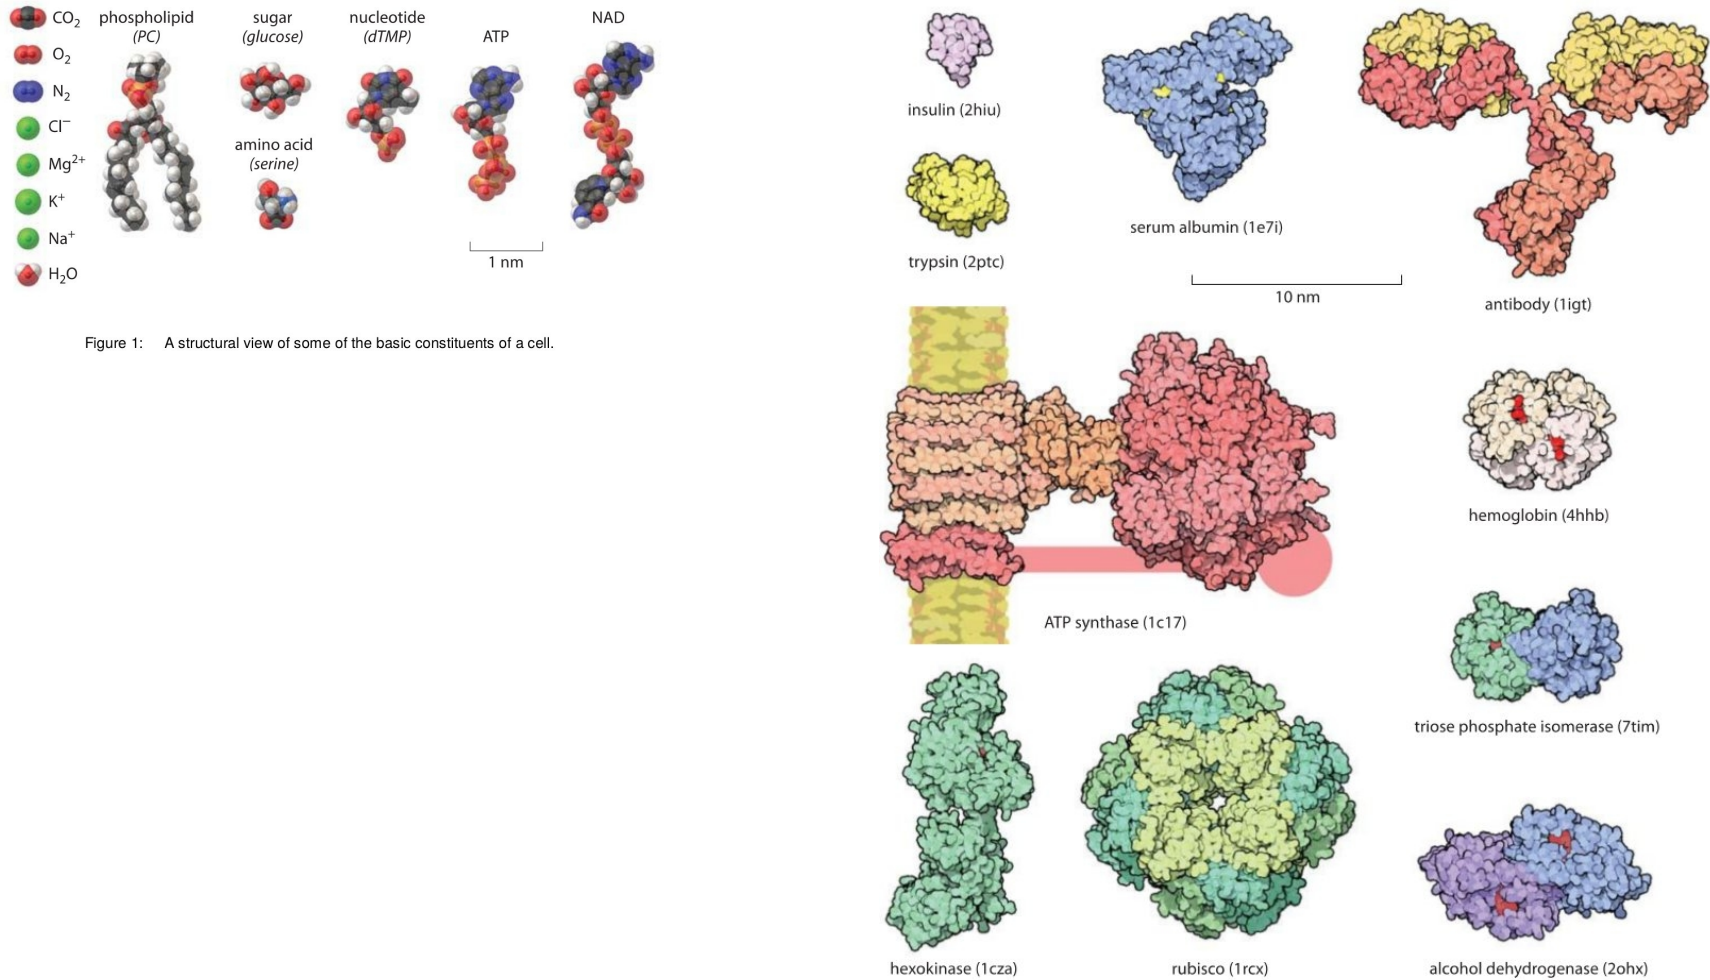 CO₂
O₂
N₂
Cl⁻
Mg²⁺
K⁺
Na⁺
H₂O
phospholipid
(PC)
sugar
(glucose)
amino acid
(serine)
nucleotide
(dTMP)
ATP
NAD
1 nm
Figure 1: A structural view of some of the basic constituents of a cell.
insulin (2hiu)
trypsin (2ptc)
serum albumin (1e7i)
10 nm
antibody (1igt)
hemoglobin (4hhb)
ATP synthase (1c17)
triose phosphate isomerase (7tim)
hexokinase (1cza)
rubisco (1rcx)
alcohol dehydrogenase (2ohx)